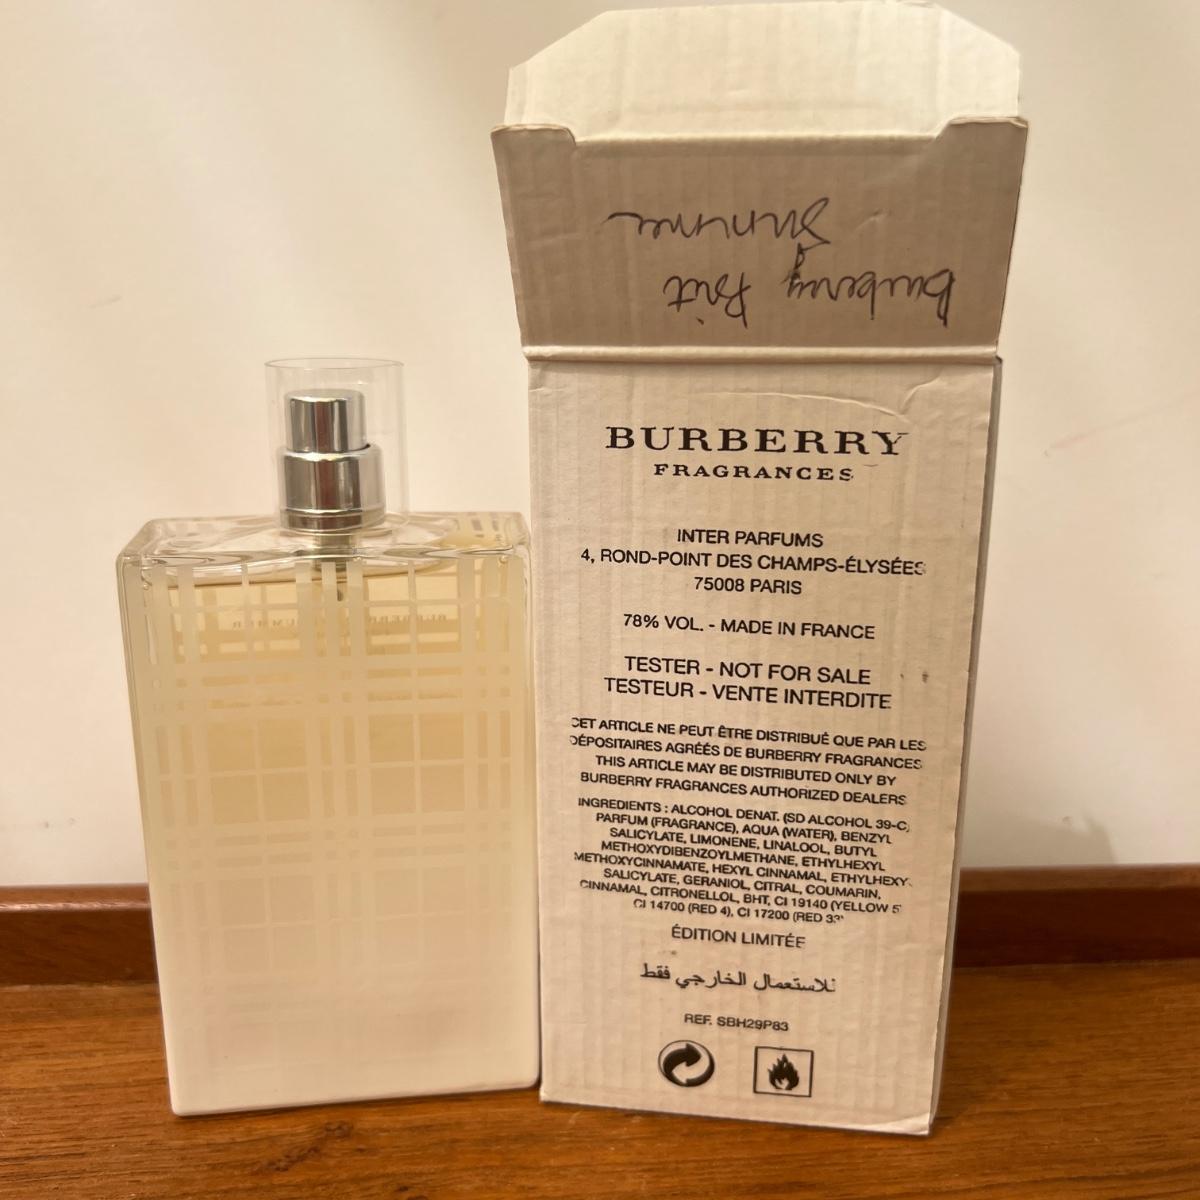 Burberry Brit
Summer
BURBERRY
FRAGRANCES
INTER PARFUMS
4, ROND-POINT DES CHAMPS-ÉLYSÉES
75008 PARIS
78% VOL. - MADE IN FRANCE
TESTER - NOT FOR SALE
TESTEUR - VENTE INTERDITE
CET ARTICLE NE PEUT ÊTRE DISTRIBUÉ QUE PAR LES
DÉPOSITAIRES AGRÉÉS DE BURBERRY FRAGRANCES
THIS ARTICLE MAY BE DISTRIBUTED ONLY BY
BURBERRY FRAGRANCES AUTHORIZED DEALERS
INGREDIENTS : ALCOHOL DENAT. (SD ALCOHOL 39-C)
PARFUM (FRAGRANCE), AQUA (WATER), BENZYL
SALICYLATE, LIMONENE, LINALOOL, BUTYL
METHOXYDIBENZOYLMETHANE, ETHYLHEXYL
METHOXYCINNAMATE, HEXYL CINNAMAL, ETHYLHEXYL
SALICYLATE, GERANIOL, CITRAL, COUMARIN,
CINNAMAL, CITRONELLOL, BHT, CI 19140 (YELLOW 5)
CI 14700 (RED 4), CI 17200 (RED 33)
ÉDITION LIMITÉE
للاستعمال الخارجي فقط
REF. SBH29P83